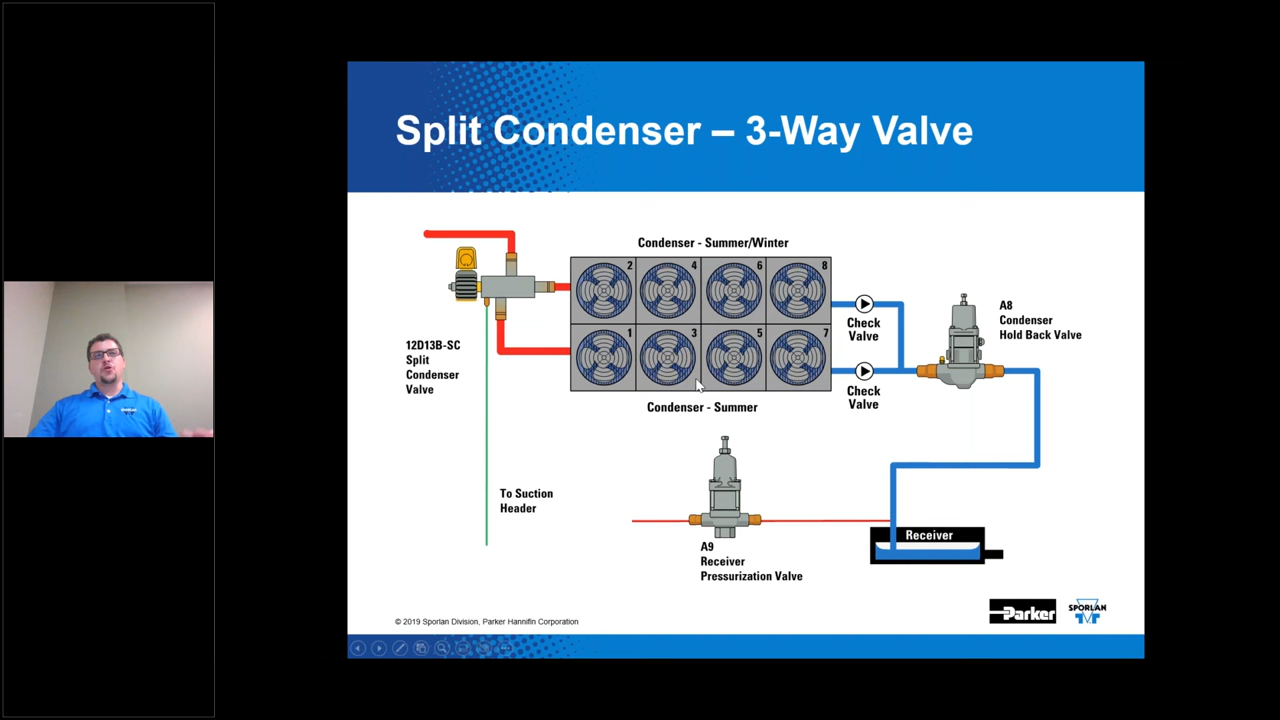 Split Condenser – 3-Way Valve
Condenser - Summer/Winter
2
4
6
8
1
3
5
7
Check
Valve
A8
Condenser
Hold Back Valve
12D13B-SC
Split
Condenser
Valve
Check
Valve
Condenser - Summer
To Suction
Header
Receiver
A9
Receiver
Pressurization Valve
Parker
SPORLAN
© 2019 Sporlan Division, Parker Hannifin Corporation